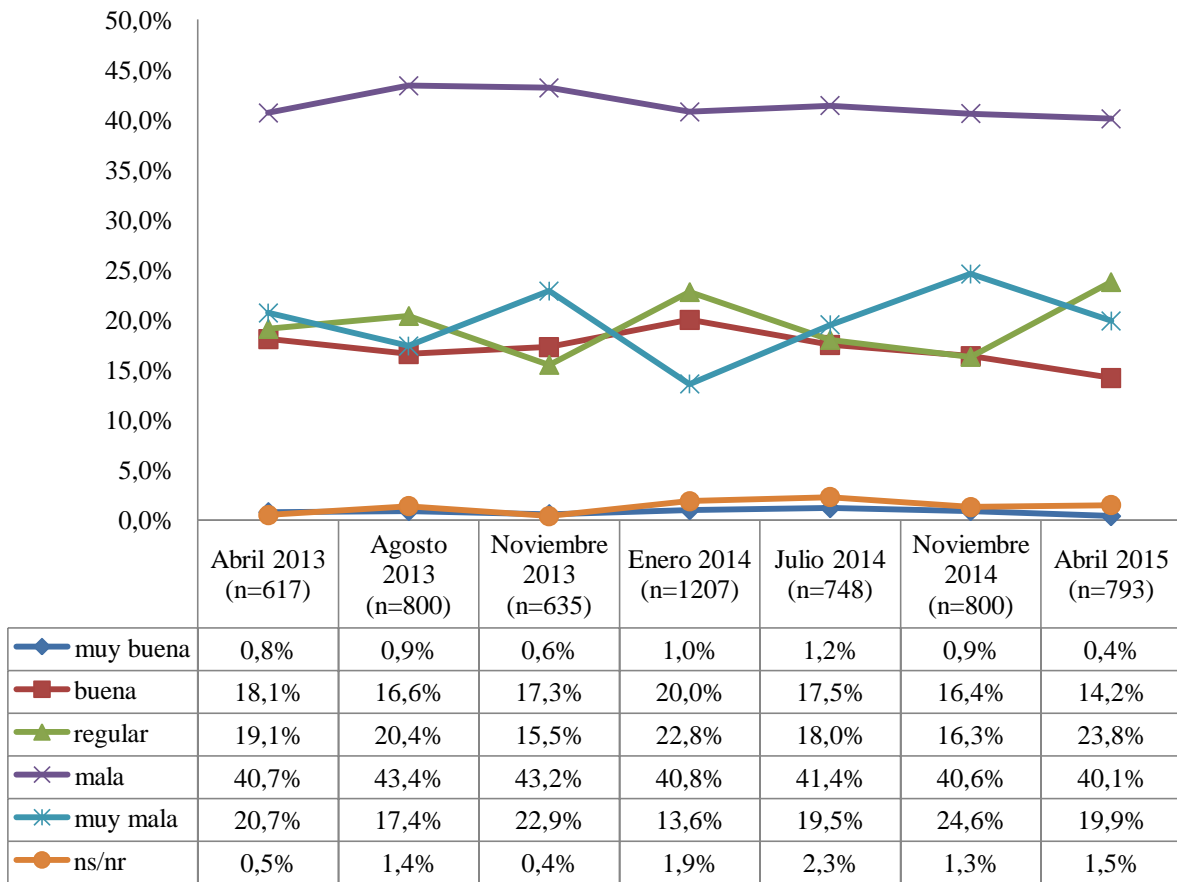 50,0%
45,0%
40,0%
35,0%
30,0%
25,0%
20,0%
15,0%
10,0%
5,0%
0,0%
Abril 2013 (n=617)
Agosto 2013 (n=800)
Noviembre 2013 (n=635)
Enero 2014 (n=1207)
Julio 2014 (n=748)
Noviembre 2014 (n=800)
Abril 2015 (n=793)
muy buena 0,8% 0,9% 0,6% 1,0% 1,2% 0,9% 0,4%
buena 18,1% 16,6% 17,3% 20,0% 17,5% 16,4% 14,2%
regular 19,1% 20,4% 15,5% 22,8% 18,0% 16,3% 23,8%
mala 40,7% 43,4% 43,2% 40,8% 41,4% 40,6% 40,1%
muy mala 20,7% 17,4% 22,9% 13,6% 19,5% 24,6% 19,9%
ns/nr 0,5% 1,4% 0,4% 1,9% 2,3% 1,3% 1,5%